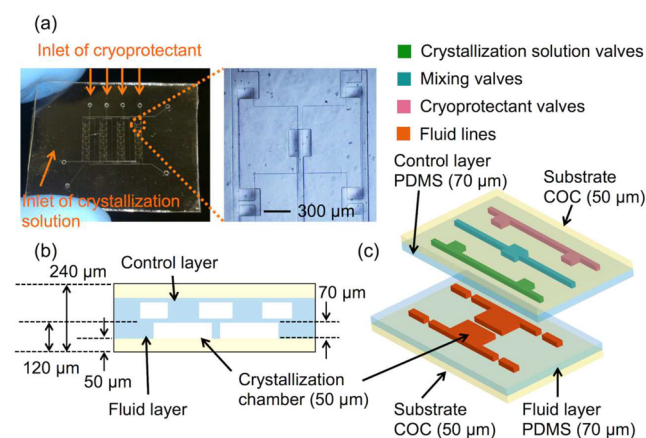 (a)
Inlet of cryoprotectant
Inlet of crystallization
solution
300 μm
Crystallization solution valves
Mixing valves
Cryoprotectant valves
Fluid lines
Control layer
PDMS (70 μm)
Substrate
COC (50 μm)
(b)
240 μm
Control layer
70 μm
120 μm
50 μm
Fluid layer
Crystallization
chamber (50 μm)
(c)
Substrate
COC (50 μm)
Fluid layer
PDMS (70 μm)